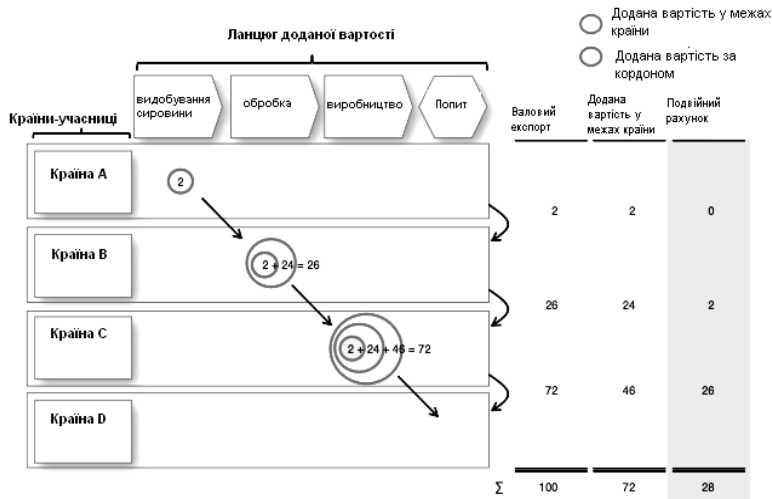 Додана вартість у межах
країни
Додана вартість за
кордоном
Ланцюг доданої вартості
Країни-учасниці
видобування
сировини
обробка
виробництво
Попит
Валовий
експорт
Додана
вартість у
межах країни
Подвійний
рахунок
Країна A
2
2
2
0
Країна B
2 + 24 = 26
26
24
2
Країна C
2 + 24 + 46 = 72
72
46
26
Країна D
Σ
100
72
28